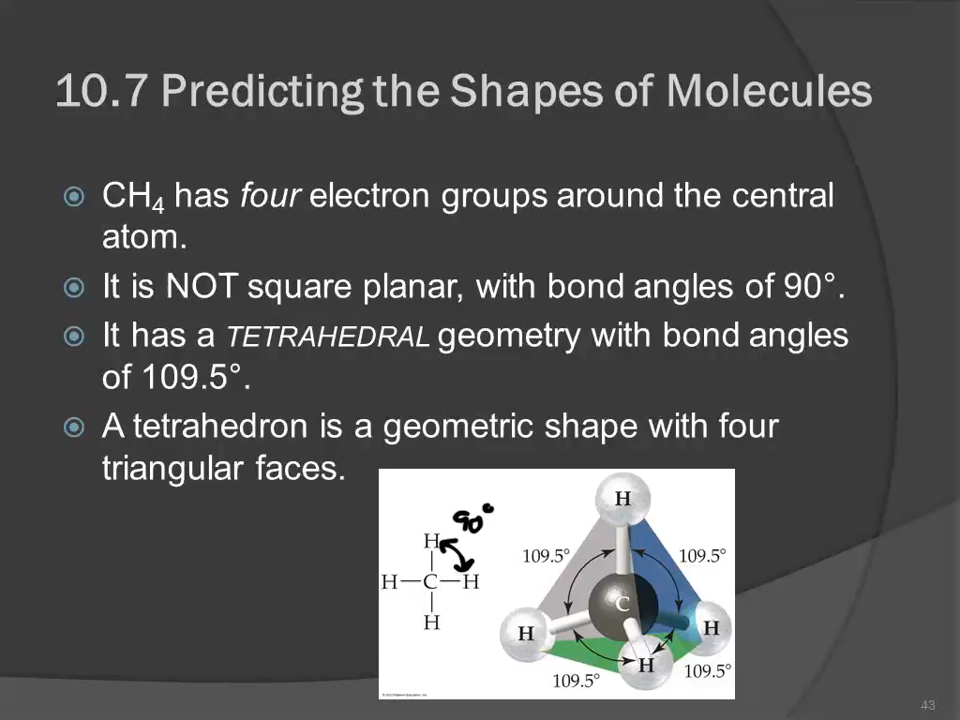 10.7 Predicting the Shapes of Molecules
CH₄ has four electron groups around the central
atom.
It is NOT square planar, with bond angles of 90°.
It has a TETRAHEDRAL geometry with bond angles
of 109.5°.
A tetrahedron is a geometric shape with four
triangular faces.
90°
H
H—C—H
H
H
109.5°
109.5°
C
H
H
H
109.5°
109.5°
43